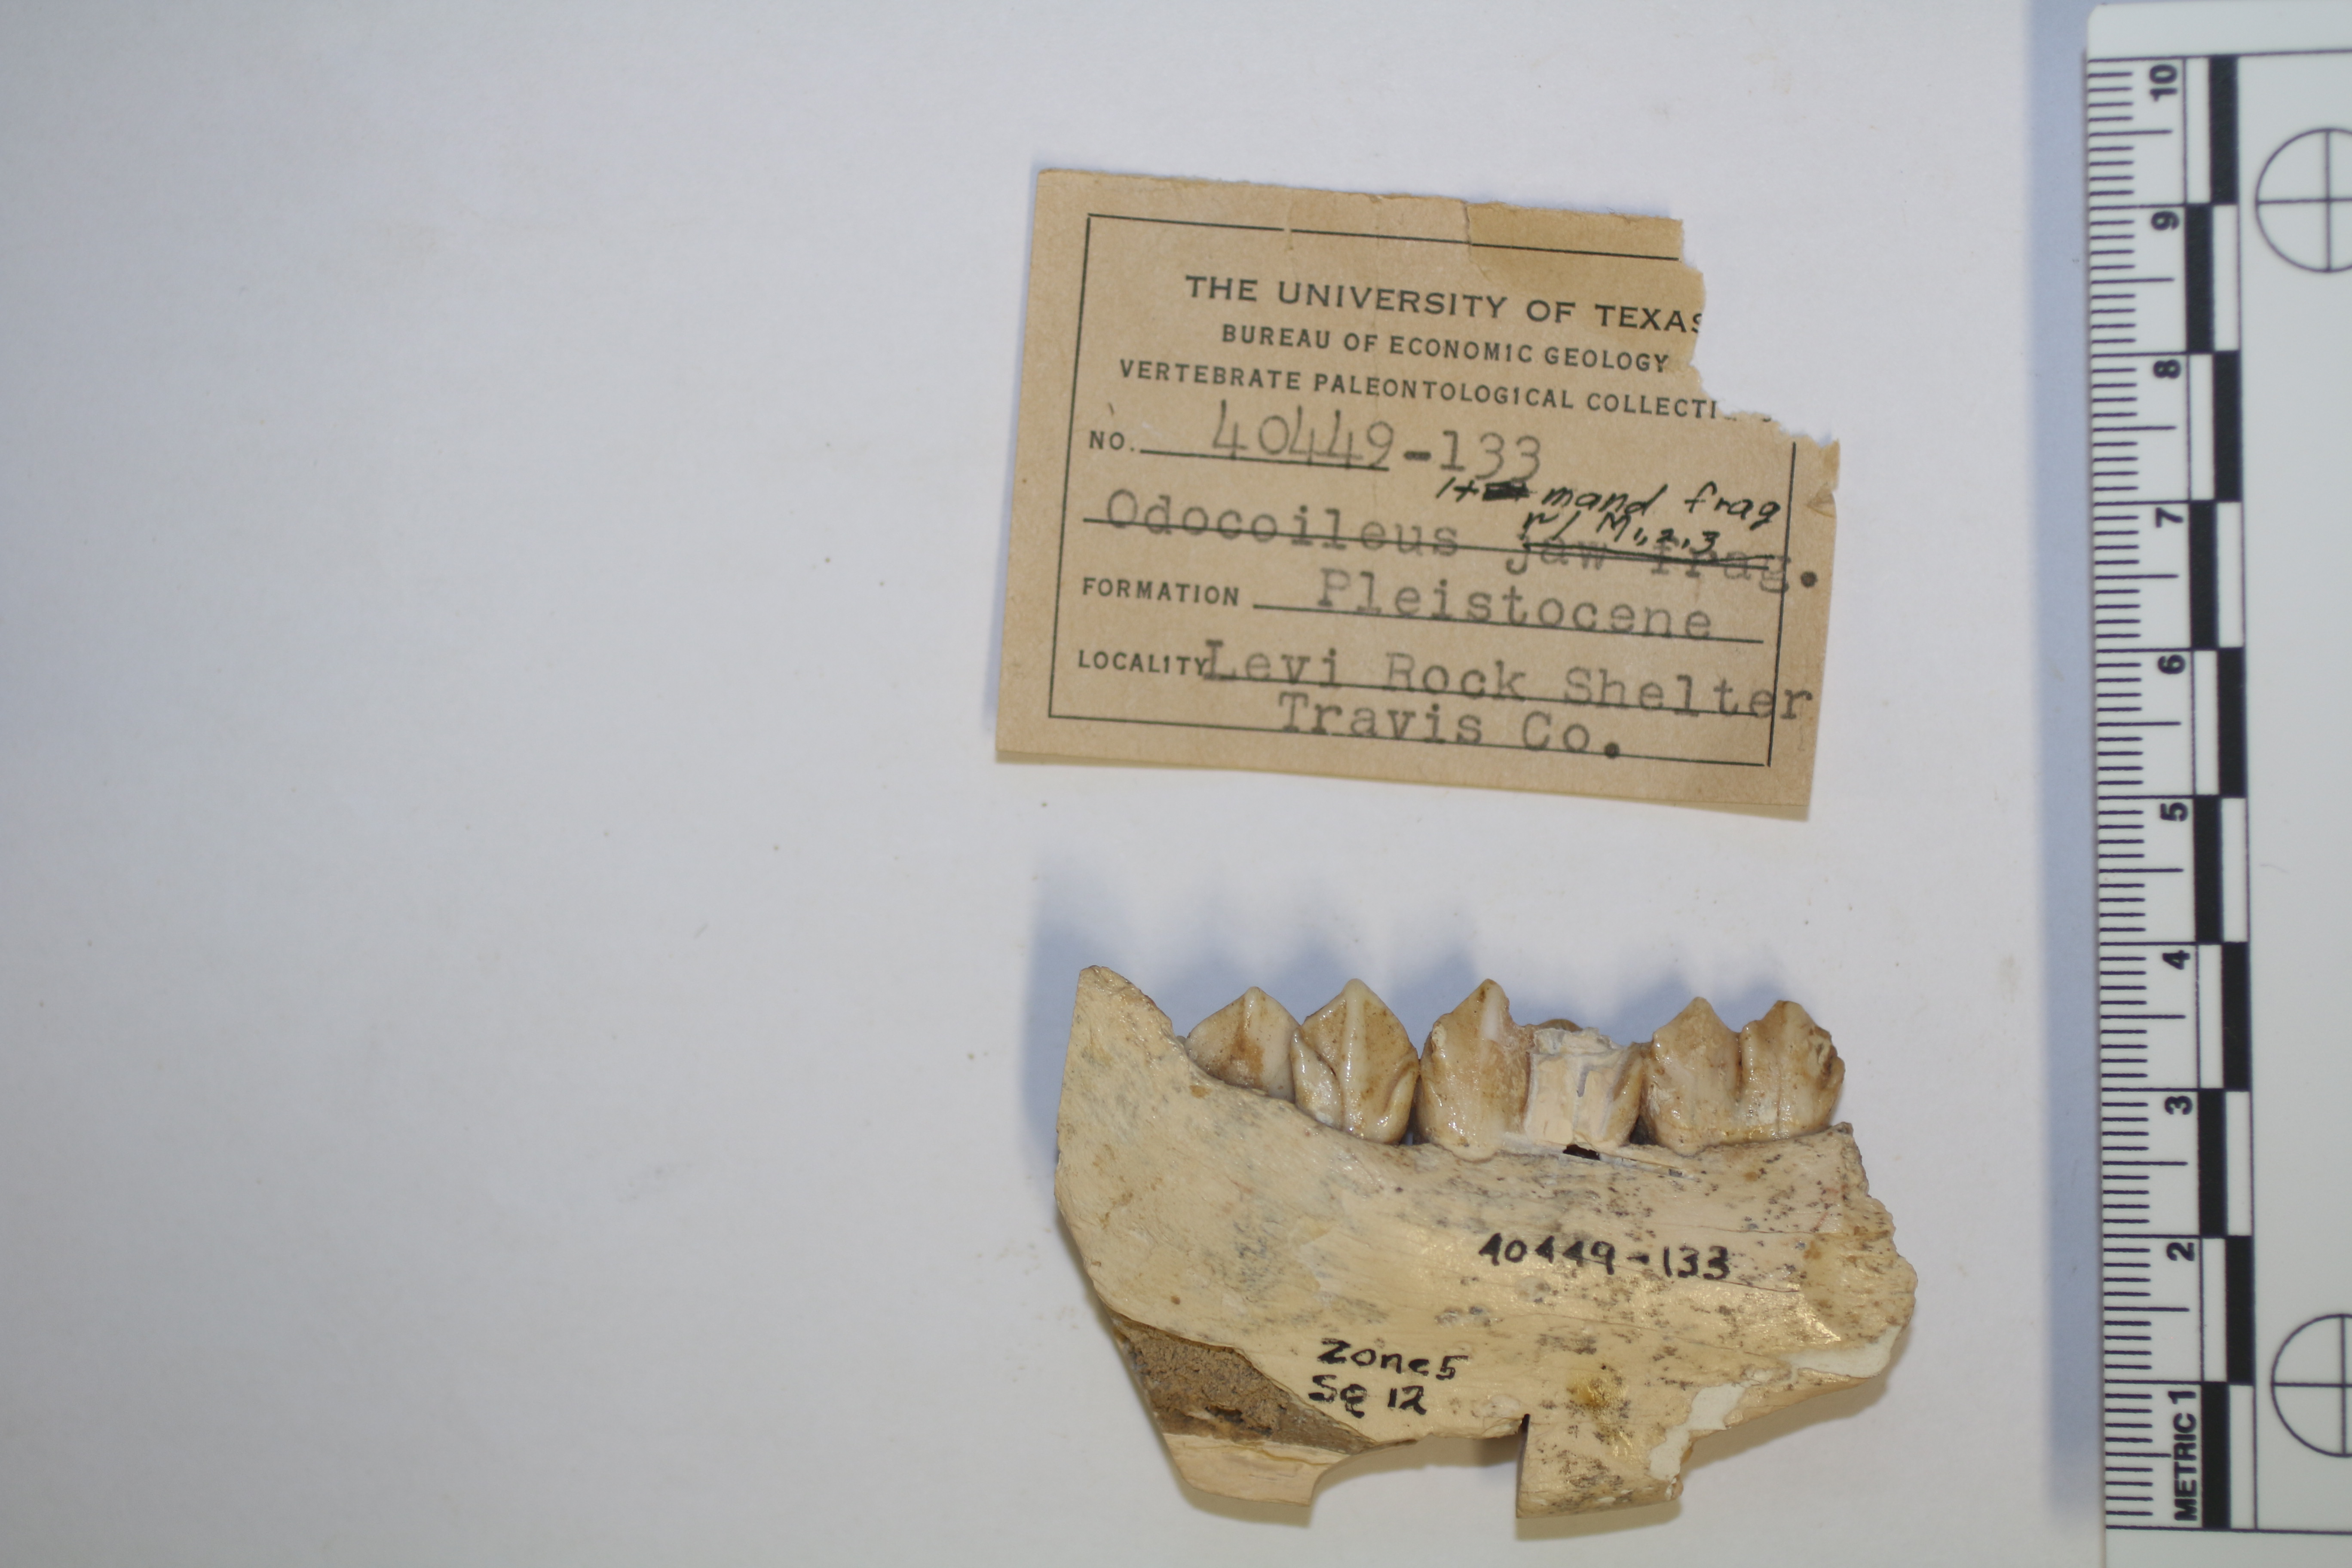 THE UNIVERSITY OF TEXAS
BUREAU OF ECONOMIC GEOLOGY
VERTEBRATE PALEONTOLOGICAL COLLECTI
NO. 40449-133
mand frag
r/ M1,2,3
Odocoileus jaw frag.
FORMATION Pleistocene
LOCALITY Levi Rock Shelter
Travis Co.
40449-133
Zone 5
Sq 12
10
9
8
7
6
5
4
3
2
METRIC 1